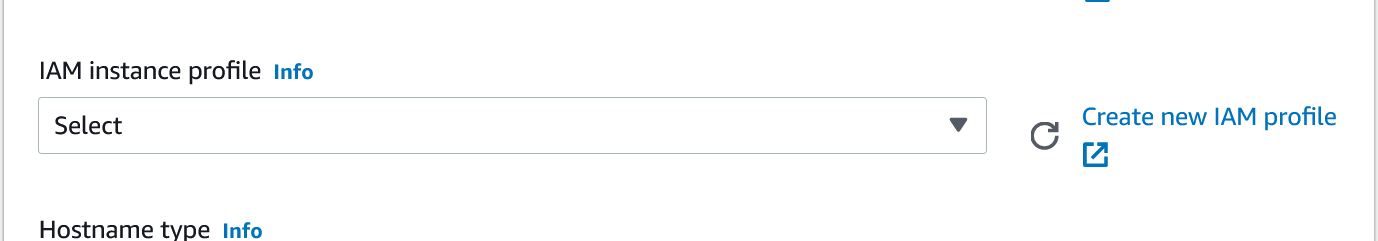 IAM instance profile Info
Select
Create new IAM profile
Hostname type Info